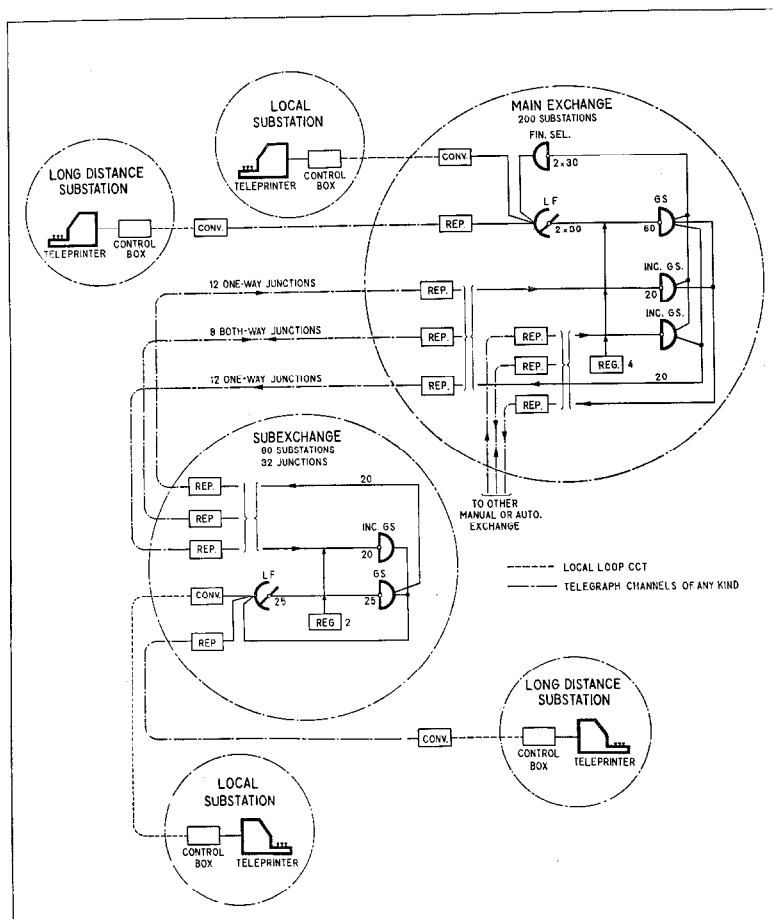 LOCAL
SUBSTATION
TELEPRINTER
CONTROL
BOX
CONV.
MAIN EXCHANGE
200 SUBSTATIONS
FIN. SEL.
2 x 30
LONG DISTANCE
SUBSTATION
TELEPRINTER
CONTROL
BOX
CONV.
REP.
LF
2 x 30
GS
60
12 ONE-WAY JUNCTIONS
REP.
INC. GS.
20
8 BOTH-WAY JUNCTIONS
REP.
INC. GS.
REP.
REP.
REG. 4
12 ONE-WAY JUNCTIONS
REP.
20
REP.
SUBEXCHANGE
80 SUBSTATIONS
32 JUNCTIONS
REP.
20
REP
REP.
INC. GS
20
TO OTHER
MANUAL OR AUTO.
EXCHANGE
CONV.
LF
25
GS.
25
REG 2
REP
LOCAL LOOP CCT
TELEGRAPH CHANNELS OF ANY KIND
LONG DISTANCE
SUBSTATION
CONV.
CONTROL
BOX
TELEPRINTER
LOCAL
SUBSTATION
CONTROL
BOX
TELEPRINTER